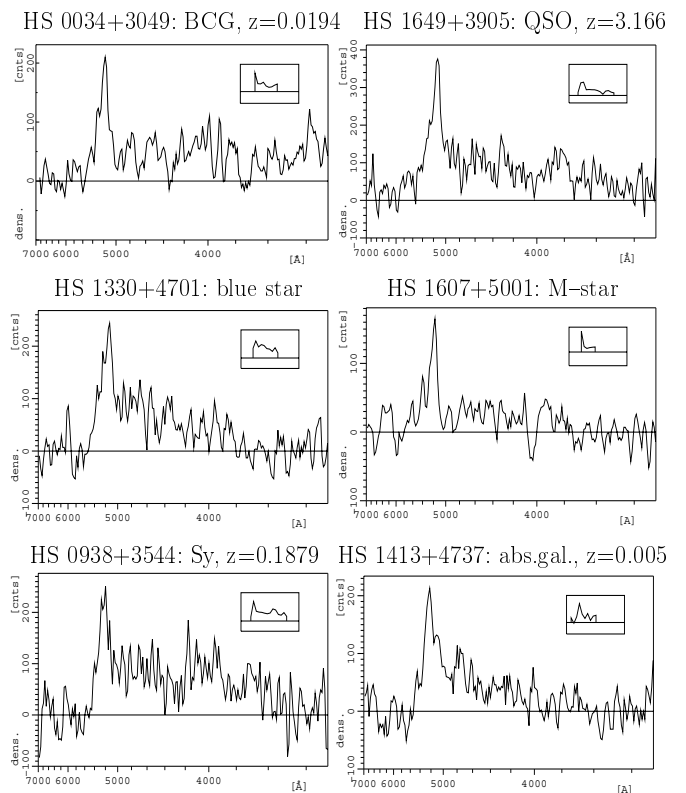 HS 0034+3049: BCG, z=0.0194
HS 1649+3905: QSO, z=3.166
[cnts]
200
100
0
dens.
7000 6000 5000 4000 [A]
[cnts]
400
300
200
100
0
-100
dens.
7000 6000 5000 4000 [Å]
HS 1330+4701: blue star
HS 1607+5001: M–star
[cnts]
200
100
0
-100
dens.
7000 6000 5000 4000 [A]
[cnts]
100
0
-100
dens.
7000 6000 5000 4000 [A]
HS 0938+3544: Sy, z=0.1879
HS 1413+4737: abs.gal., z=0.005
[cnts]
200
100
0
-100
dens.
7000 6000 5000 4000 [Å]
[cnts]
200
100
0
-100
dens.
7000 6000 5000 4000 [A]